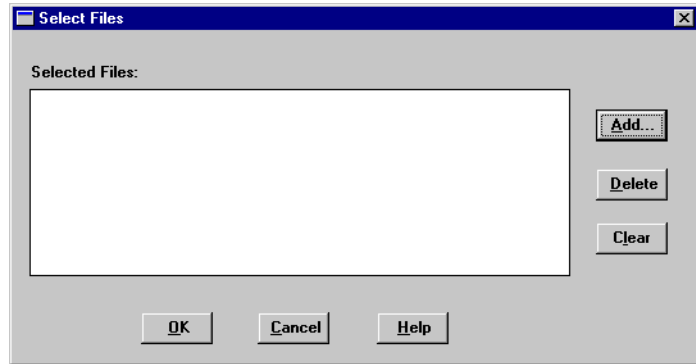 Select Files
Selected Files:
Add...
Delete
Clear
OK Cancel Help